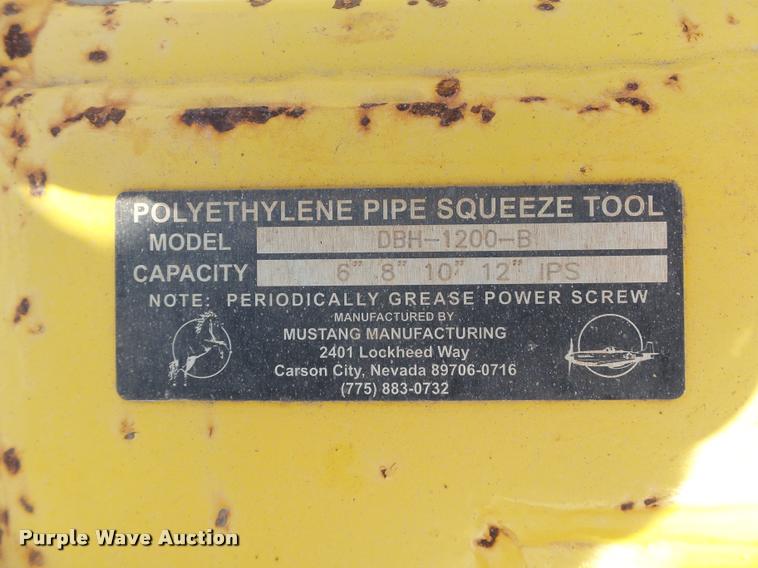 POLYETHYLENE PIPE SQUEEZE TOOL
MODEL DBH-1200-B
CAPACITY 6" 8" 10" 12" IPS
NOTE: PERIODICALLY GREASE POWER SCREW
MANUFACTURED BY
MUSTANG MANUFACTURING
2401 Lockheed Way
Carson City, Nevada 89706-0716
(775) 883-0732
Purple Wave Auction